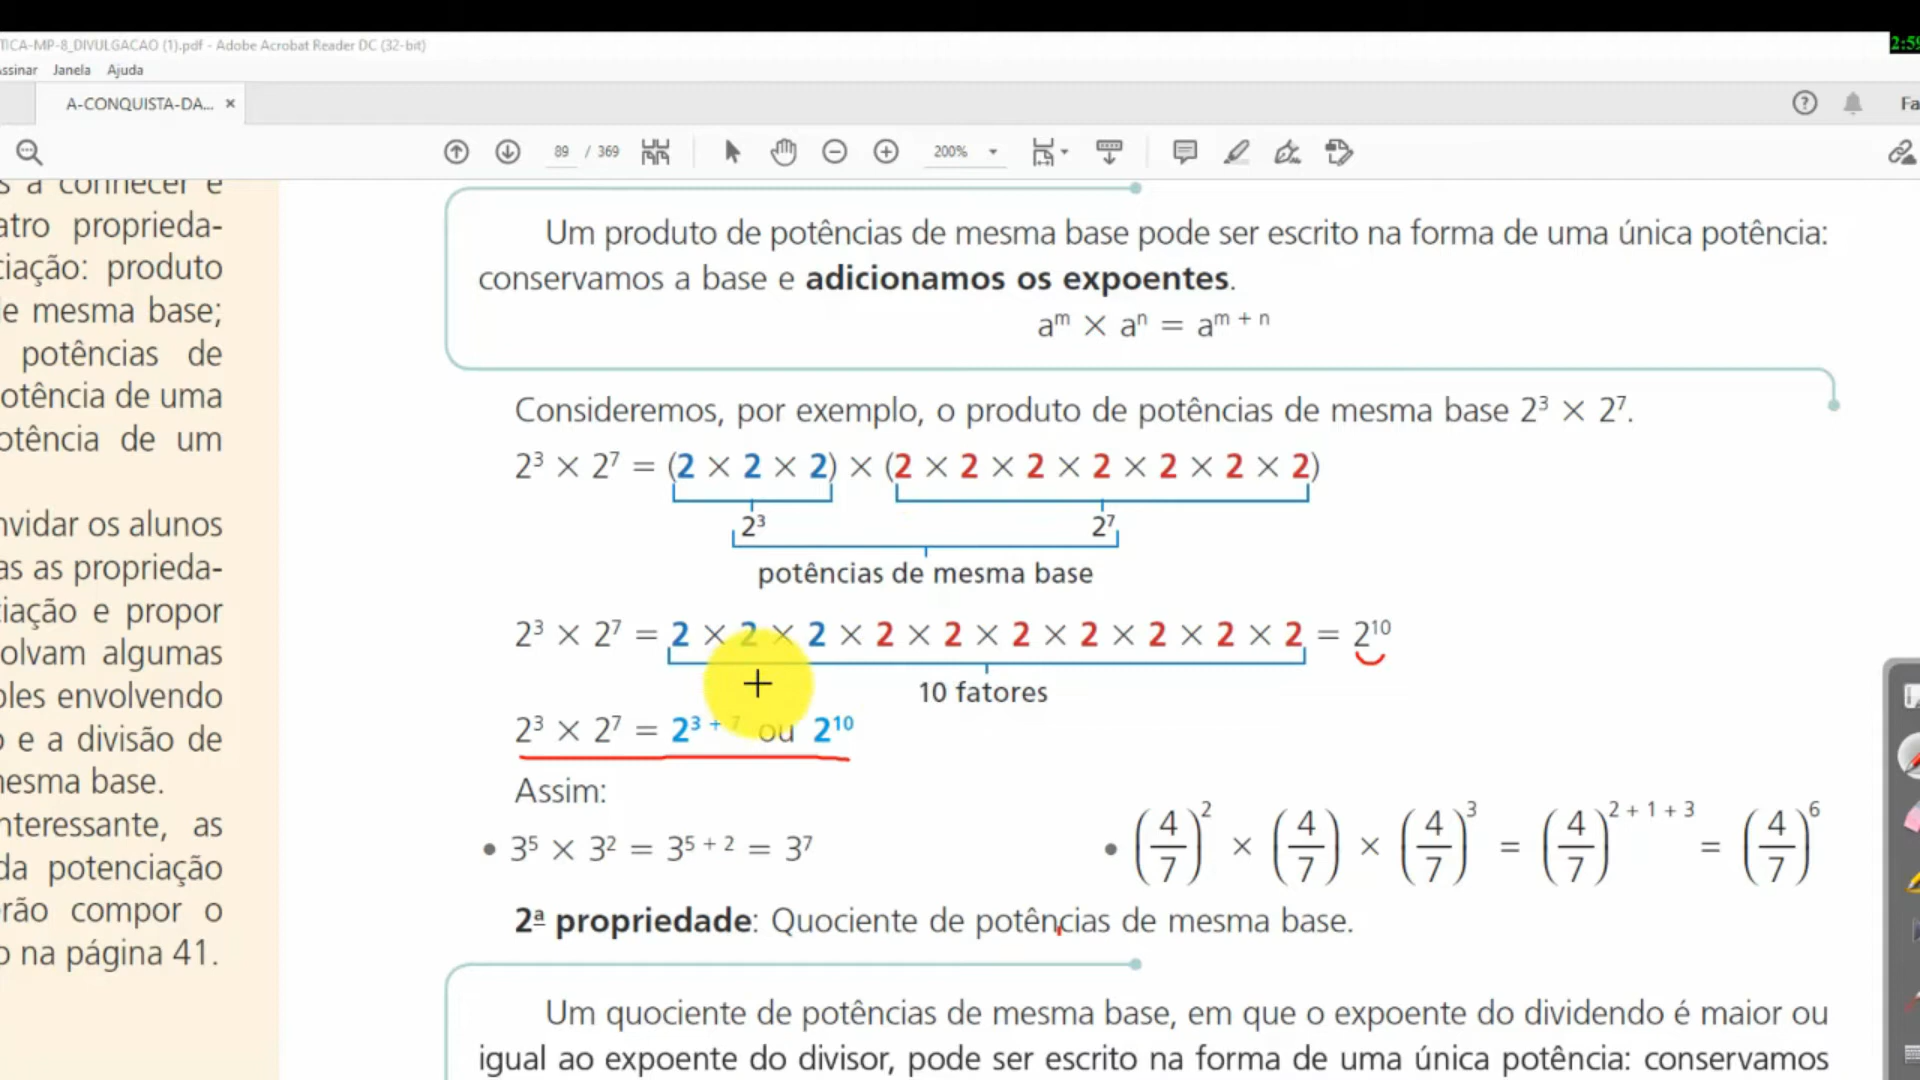 TICA-MP-8_DIVULGACAO (1).pdf - Adobe Acrobat Reader DC (32-bit)
2:59
ssinar Janela Ajuda
A-CONQUISTA-DA... ×
Fa
89 / 369 200%
s a conhecer e
atro proprieda-
ciação: produto
de mesma base;
potências de
otência de uma
otência de um
nvidar os alunos
as as proprieda-
ciação e propor
olvam algumas
ples envolvendo
o e a divisão de
mesma base.
nteressante, as
da potenciação
erão compor o
o na página 41.
Um produto de potências de mesma base pode ser escrito na forma de uma única potência:
conservamos a base e adicionamos os expoentes.
aᵐ × aⁿ = aᵐ ⁺ ⁿ
Consideremos, por exemplo, o produto de potências de mesma base 2³ × 2⁷.
2³ × 2⁷ = (2 × 2 × 2) × (2 × 2 × 2 × 2 × 2 × 2 × 2)
2³ 2⁷
potências de mesma base
2³ × 2⁷ = 2 × 2 × 2 × 2 × 2 × 2 × 2 × 2 × 2 × 2 = 2¹⁰
10 fatores
2³ × 2⁷ = 2³ ⁺ ⁷ ou 2¹⁰
Assim:
• 3⁵ × 3² = 3⁵ ⁺ ² = 3⁷ • (4/7)² × (4/7) × (4/7)³ = (4/7)² ⁺ ¹ ⁺ ³ = (4/7)⁶
2ª propriedade: Quociente de potências de mesma base.
Um quociente de potências de mesma base, em que o expoente do dividendo é maior ou
igual ao expoente do divisor, pode ser escrito na forma de uma única potência: conservamos